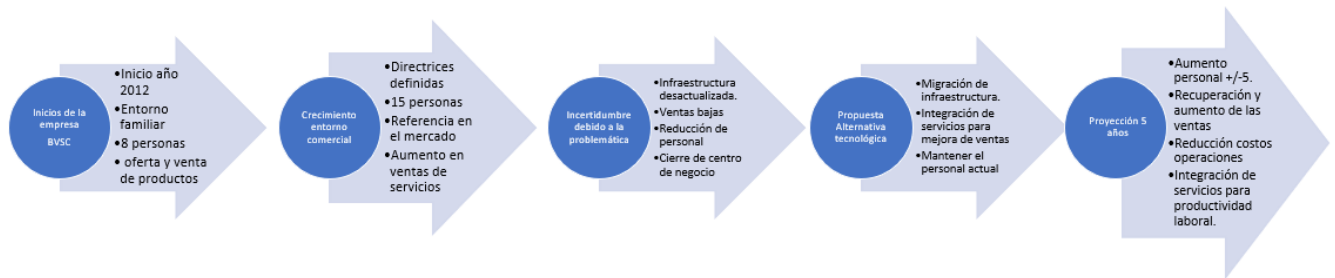 Inicios de la
empresa
BVSC
•Inicio año
2012
•Entorno
familiar
•8 personas
• oferta y venta
de productos
Crecimiento
entorno
comercial
•Directrices
definidas
•15 personas
•Referencia en
el mercado
•Aumento en
ventas de
servicios
Incertidumbre
debido a la
problemática
•Infraestructura
desactualizada.
•Ventas bajas
•Reducción de
personal
•Cierre de centro
de negocio
Propuesta
Alternativa
tecnológica
•Migración de
infraestructura.
•Integración de
servicios para
mejora de ventas
•Mantener el
personal actual
Proyección 5
años
•Aumento
personal +/-5.
•Recuperación y
aumento de las
ventas
•Reducción costos
operaciones
•Integración de
servicios para
productividad
laboral.